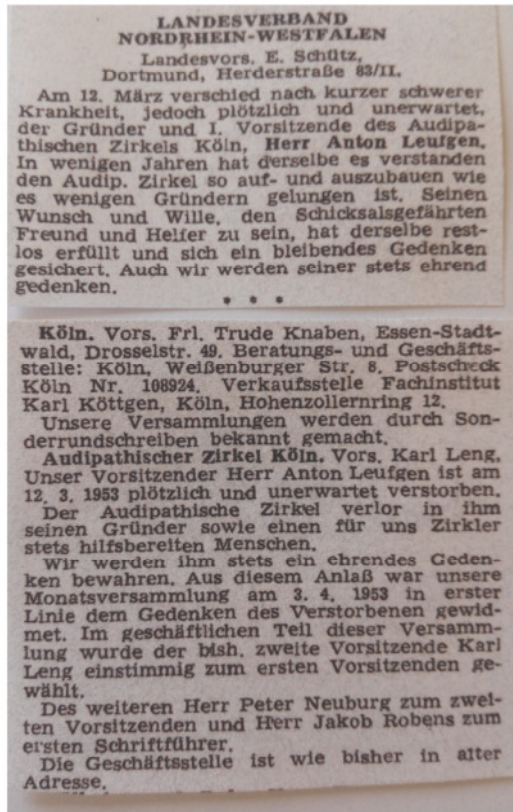 LANDESVERBAND
NORDRHEIN-WESTFALEN
Landesvors. E. Schütz,
Dortmund, Herderstraße 83/II.
Am 12. März verschied nach kurzer schwerer
Krankheit, jedoch plötzlich und unerwartet,
der Gründer und I. Vorsitzende des Audipa-
thischen Zirkels Köln, Herr Anton Leufgen.
In wenigen Jahren hat derselbe es verstanden
den Audip. Zirkel so auf- und auszubauen wie
es wenigen Gründern gelungen ist. Seinen
Wunsch und Wille, den Schicksalsgefährten
Freund und Helfer zu sein, hat derselbe rest-
los erfüllt und sich ein bleibendes Gedenken
gesichert. Auch wir werden seiner stets ehrend
gedenken.
* * *
Köln. Vors. Frl. Trude Knaben, Essen-Stadt-
wald, Drosselstr. 49. Beratungs- und Geschäfts-
stelle: Köln, Weißenburger Str. 8. Postscheck
Köln Nr. 108924. Verkaufsstelle Fachinstitut
Karl Köttgen, Köln, Hohenzollernring 12.
Unsere Versammlungen werden durch Son-
derrundschreiben bekannt gemacht.
Audipathischer Zirkel Köln. Vors. Karl Leng.
Unser Vorsitzender Herr Anton Leufgen ist am
12. 3. 1953 plötzlich und unerwartet verstorben.
Der Audipathische Zirkel verlor in ihm
seinen Gründer sowie einen für uns Zirkler
stets hilfsbereiten Menschen.
Wir werden ihm stets ein ehrendes Geden-
ken bewahren. Aus diesem Anlaß war unsere
Monatsversammlung am 3. 4. 1953 in erster
Linie dem Gedenken des Verstorbenen gewid-
met. Im geschäftlichen Teil dieser Versamm-
lung wurde der bish. zweite Vorsitzende Karl
Leng einstimmig zum ersten Vorsitzenden ge-
wählt.
Des weiteren Herr Peter Neuburg zum zwei-
ten Vorsitzenden und Herr Jakob Robens zum
ersten Schriftführer.
Die Geschäftsstelle ist wie bisher in alter
Adresse.